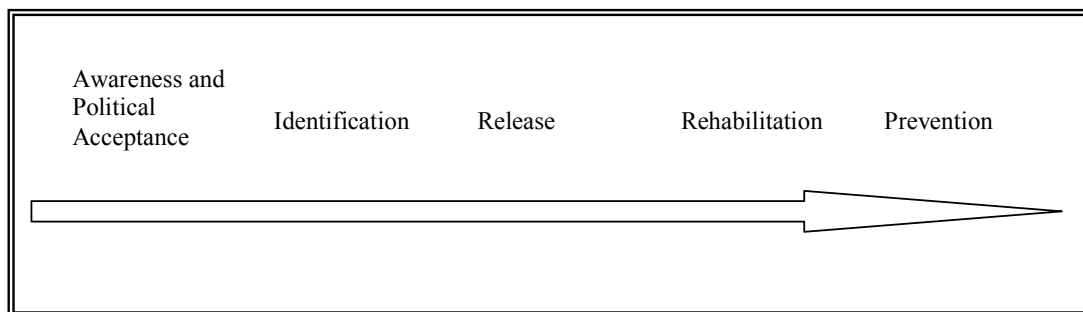 Awareness and
Political
Acceptance
Identification
Release
Rehabilitation
Prevention